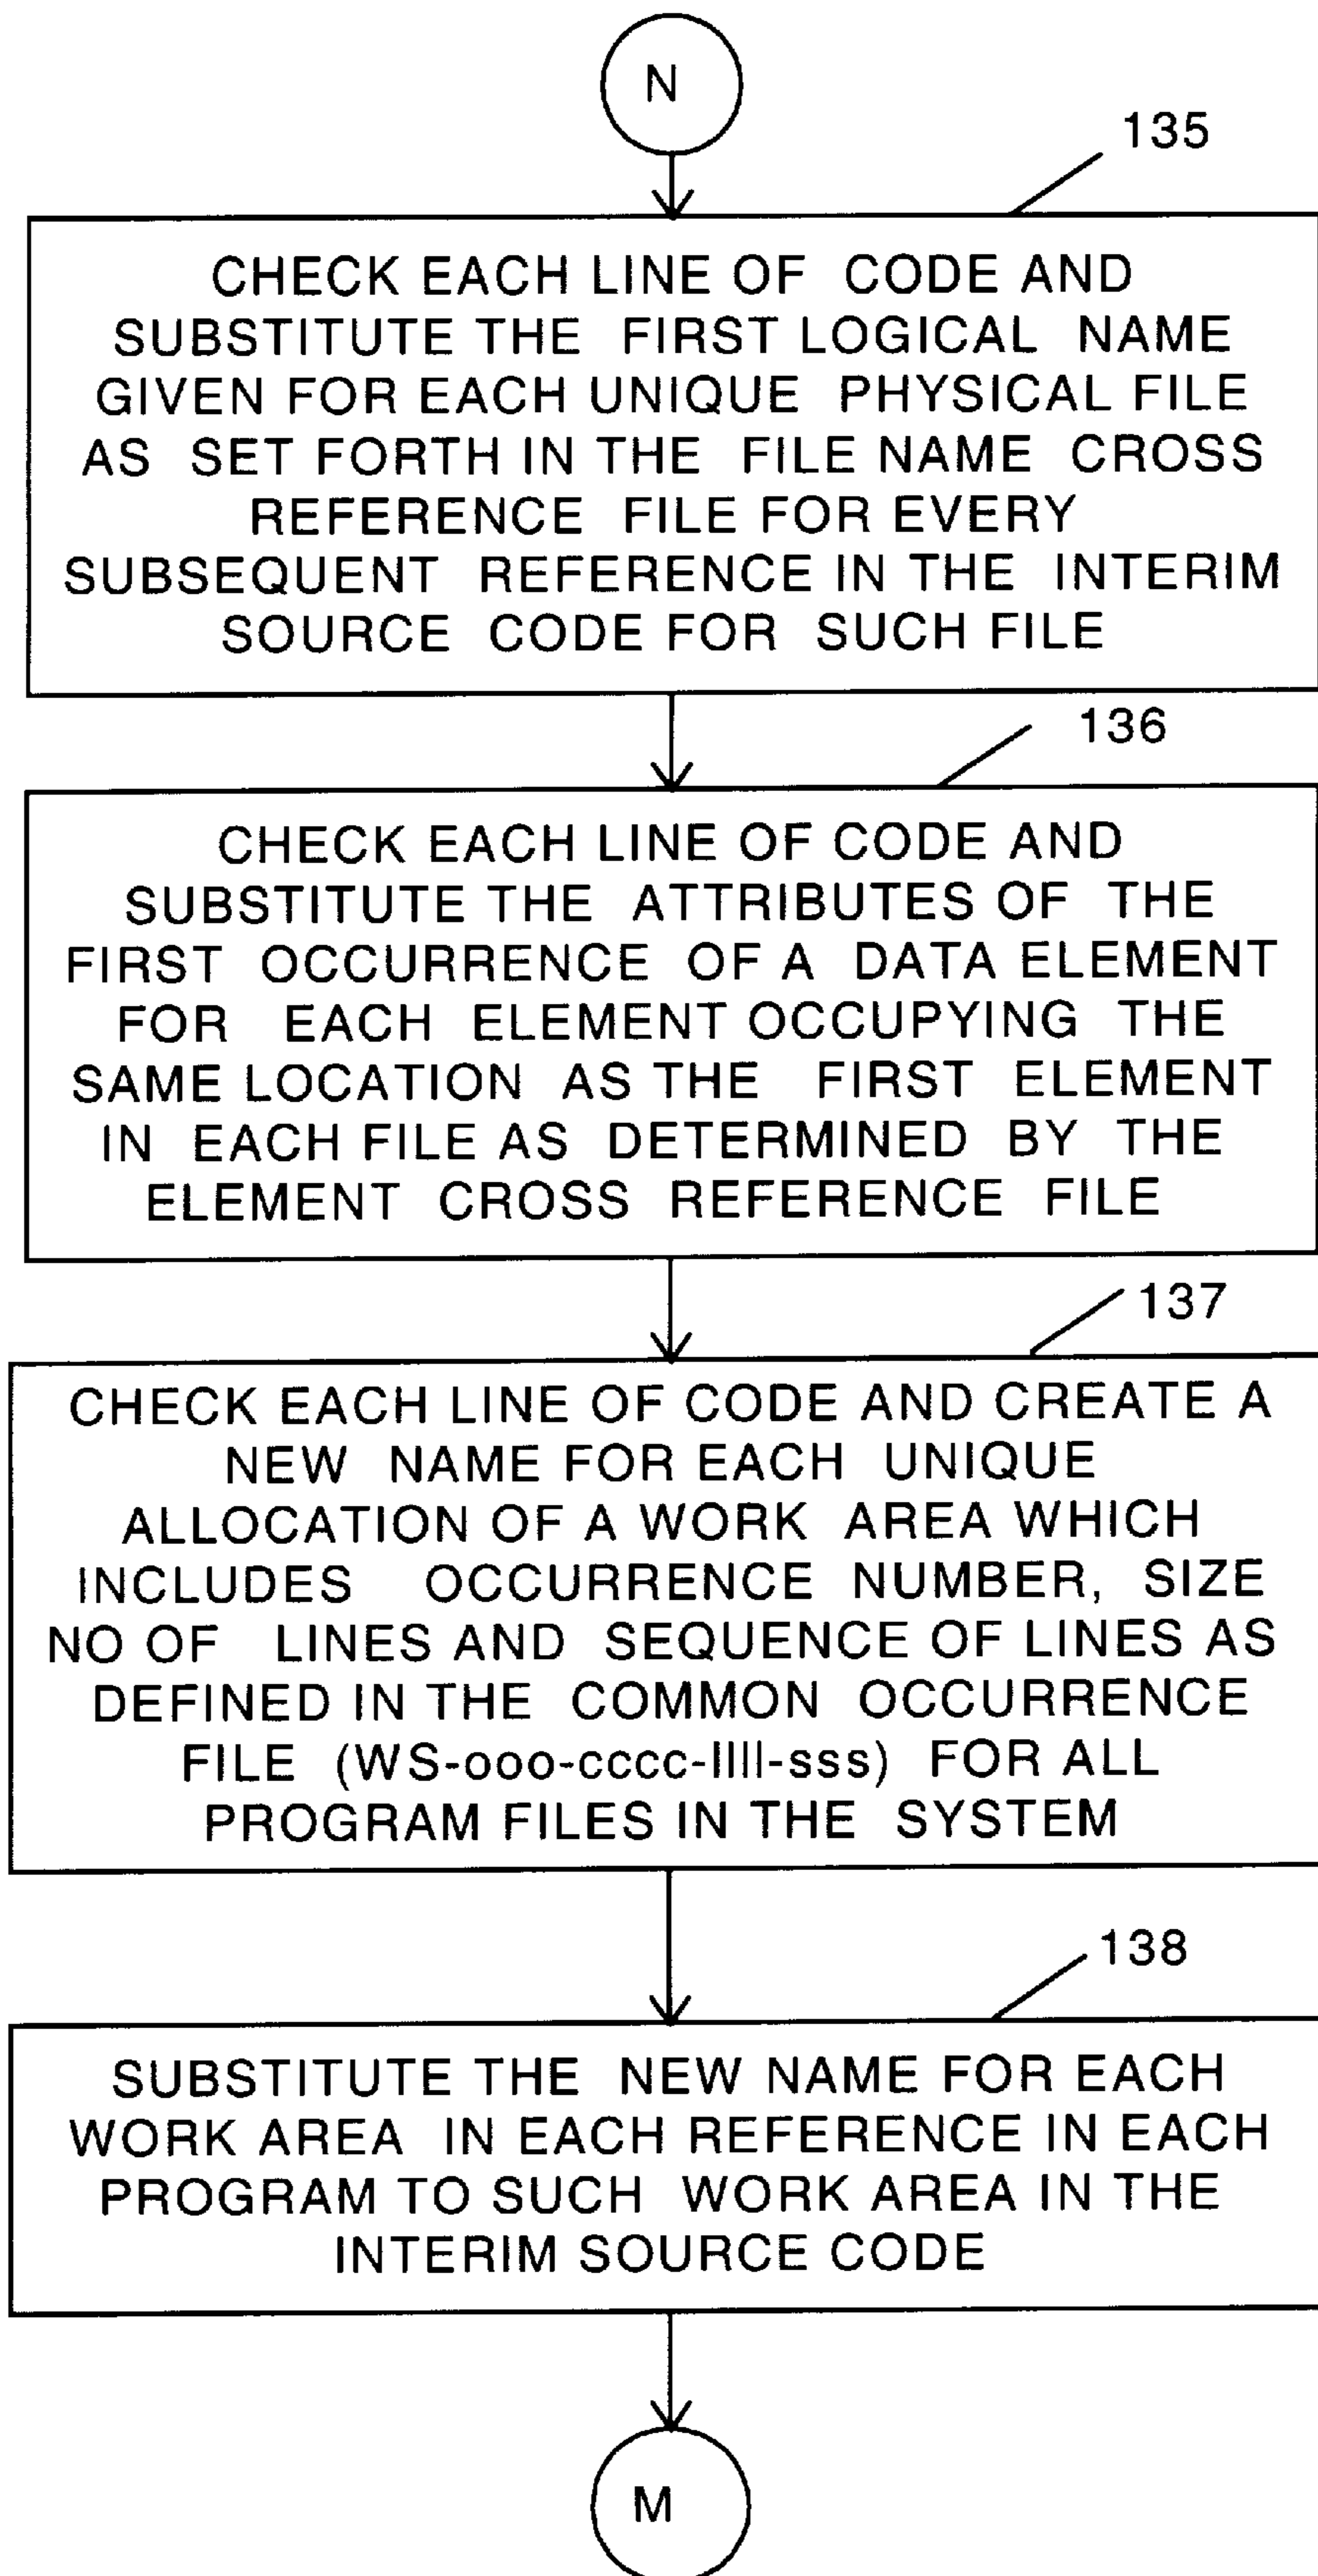 N
135
CHECK EACH LINE OF CODE AND
SUBSTITUTE THE FIRST LOGICAL NAME
GIVEN FOR EACH UNIQUE PHYSICAL FILE
AS SET FORTH IN THE FILE NAME CROSS
REFERENCE FILE FOR EVERY
SUBSEQUENT REFERENCE IN THE INTERIM
SOURCE CODE FOR SUCH FILE
136
CHECK EACH LINE OF CODE AND
SUBSTITUTE THE ATTRIBUTES OF THE
FIRST OCCURRENCE OF A DATA ELEMENT
FOR EACH ELEMENT OCCUPYING THE
SAME LOCATION AS THE FIRST ELEMENT
IN EACH FILE AS DETERMINED BY THE
ELEMENT CROSS REFERENCE FILE
137
CHECK EACH LINE OF CODE AND CREATE A
NEW NAME FOR EACH UNIQUE
ALLOCATION OF A WORK AREA WHICH
INCLUDES OCCURRENCE NUMBER, SIZE
NO OF LINES AND SEQUENCE OF LINES AS
DEFINED IN THE COMMON OCCURRENCE
FILE (WS-ooo-cccc-llll-sss) FOR ALL
PROGRAM FILES IN THE SYSTEM
138
SUBSTITUTE THE NEW NAME FOR EACH
WORK AREA IN EACH REFERENCE IN EACH
PROGRAM TO SUCH WORK AREA IN THE
INTERIM SOURCE CODE
M